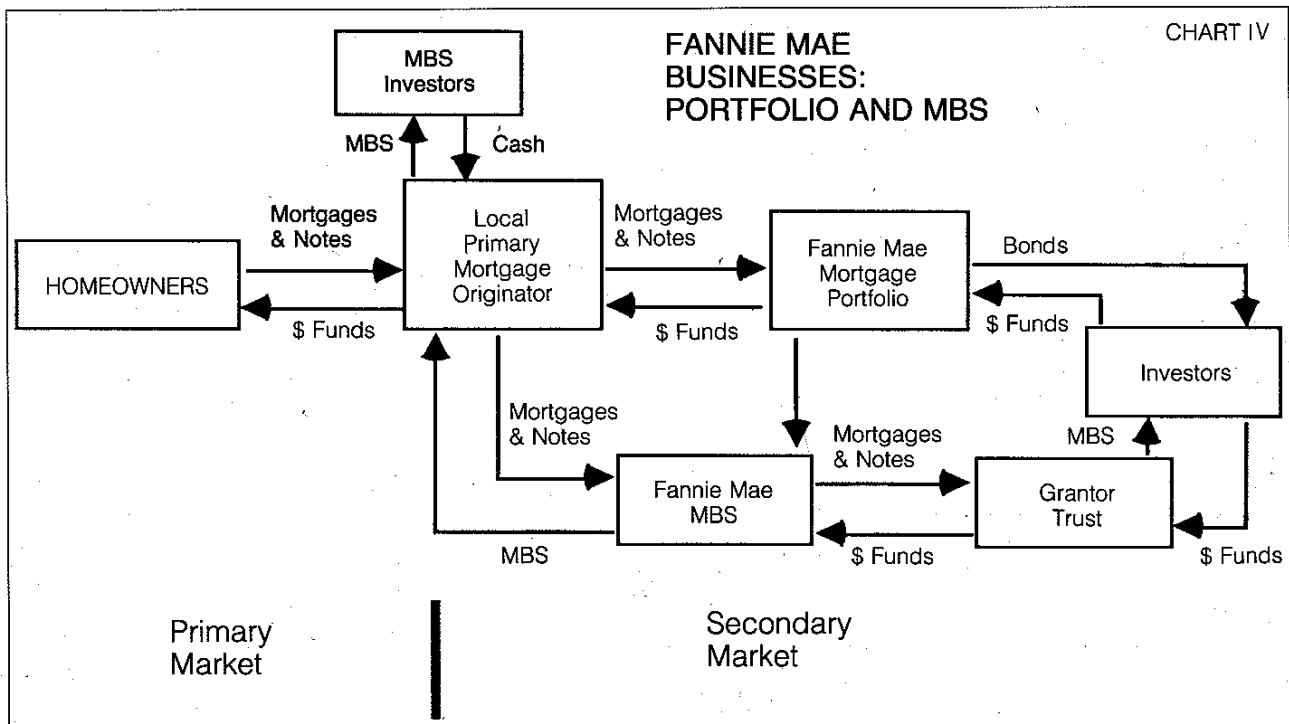 CHART IV
FANNIE MAE
BUSINESSES:
PORTFOLIO AND MBS
MBS
Investors
MBS
Cash
Mortgages
& Notes
Local
Primary
Mortgage
Originator
Mortgages
& Notes
Fannie Mae
Mortgage
Portfolio
Bonds
HOMEOWNERS
$ Funds
$ Funds
$ Funds
Investors
Mortgages
& Notes
Mortgages
& Notes
MBS
Fannie Mae
MBS
Grantor
Trust
MBS
$ Funds
$ Funds
Primary
Market
Secondary
Market